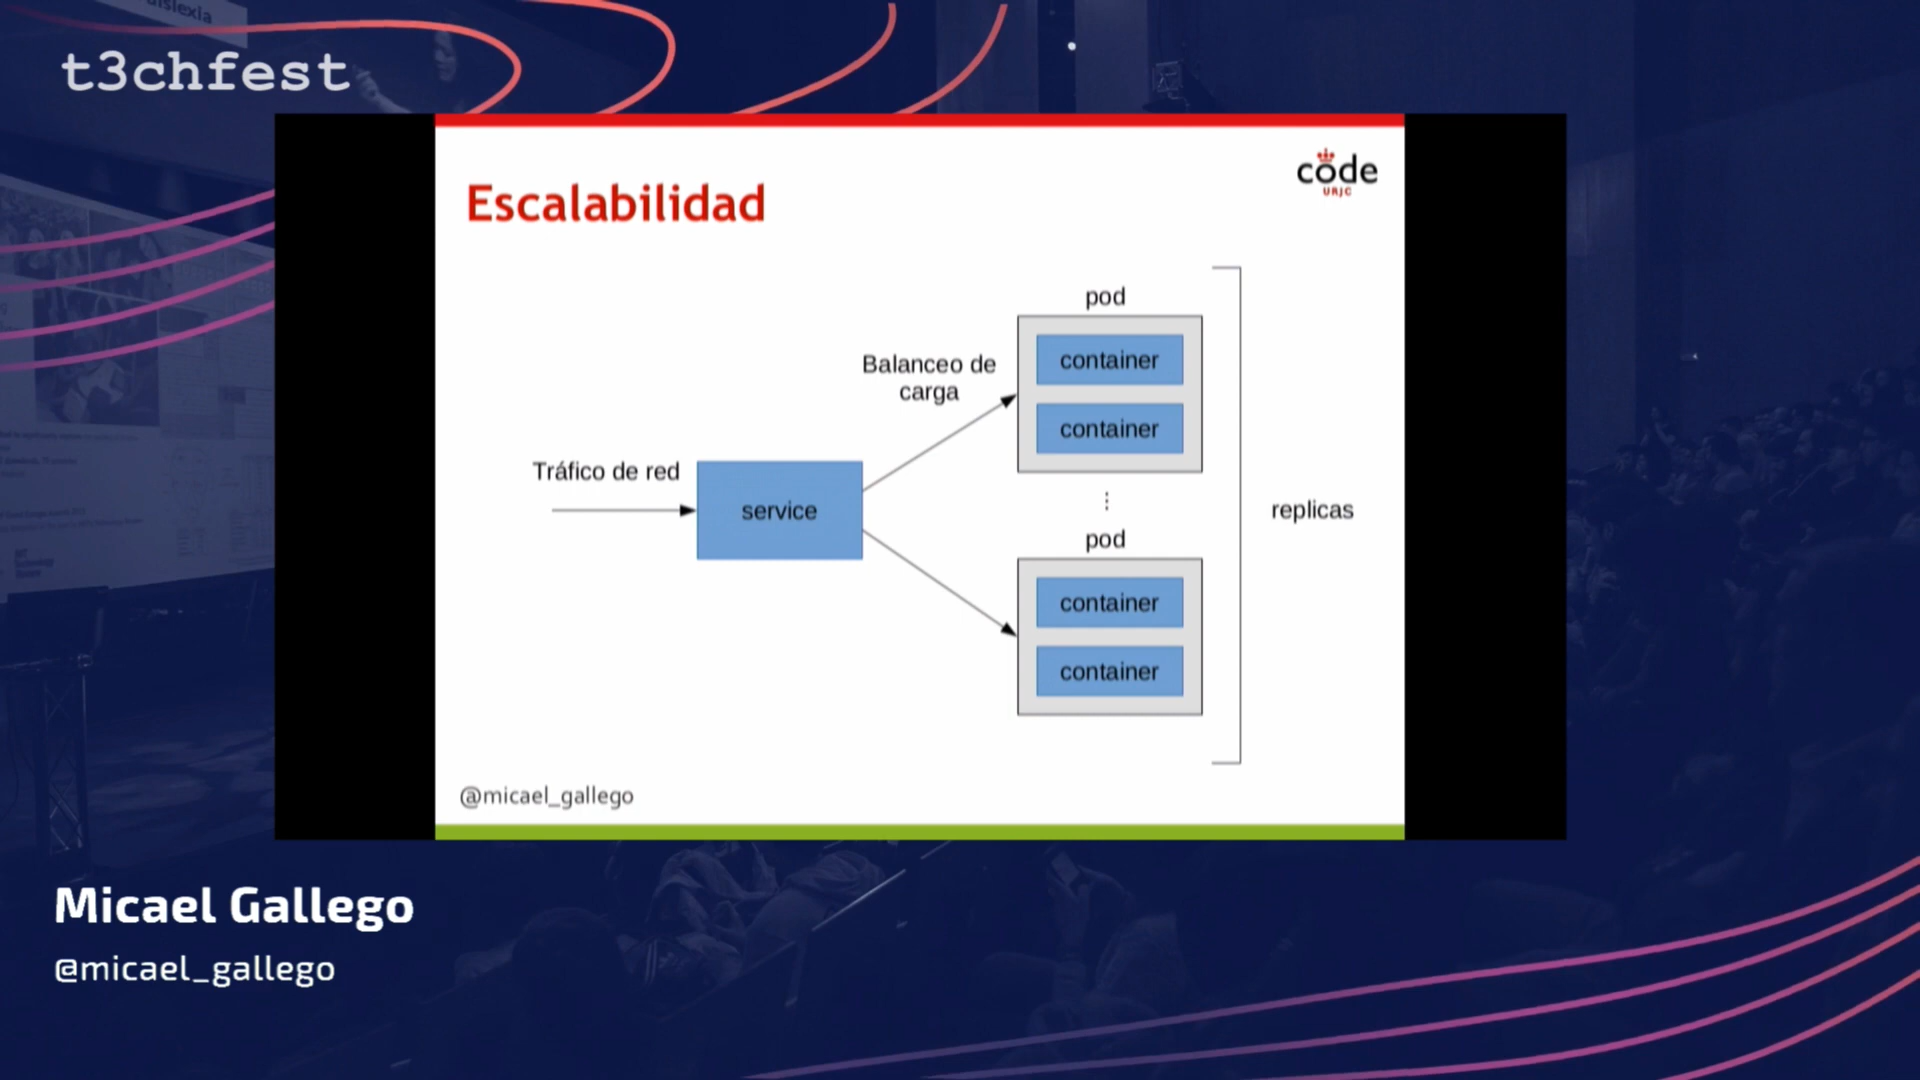 t3chfest
code
URJC
Escalabilidad
pod
container
container
Balanceo de
carga
Tráfico de red
service
pod
container
container
replicas
@micael_gallego
Micael Gallego
@micael_gallego